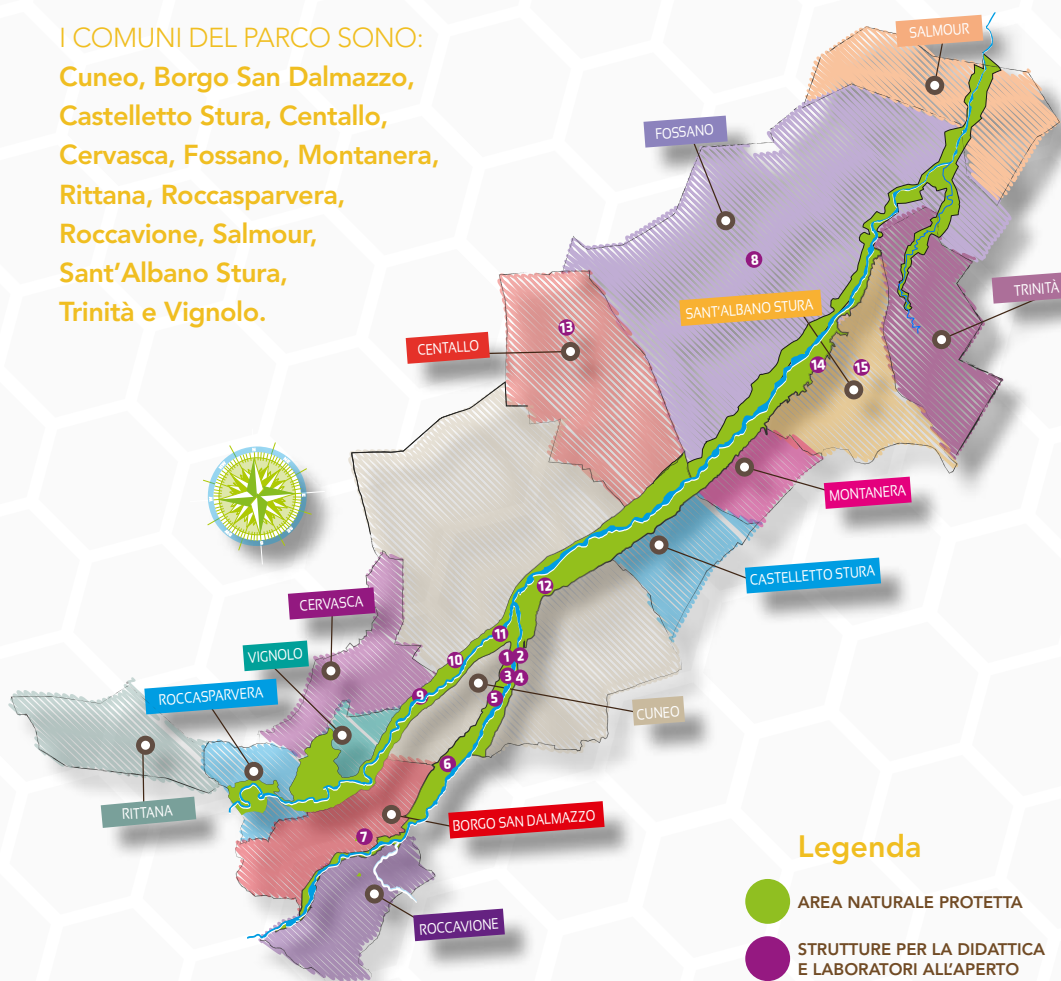 I COMUNI DEL PARCO SONO:
Cuneo, Borgo San Dalmazzo,
Castelletto Stura, Centallo,
Cervasca, Fossano, Montanera,
Rittana, Roccasparvera,
Roccavione, Salmour,
Sant'Albano Stura,
Trinità e Vignolo.
SALMOUR
FOSSANO
8
TRINITÀ
SANT'ALBANO STURA
13
CENTALLO
14
15
MONTANERA
CASTELLETTO STURA
12
CERVASCA
11
VIGNOLO
10
1
2
3
4
ROCCASPARVERA
9
5
CUNEO
6
RITTANA
BORGO SAN DALMAZZO
7
ROCCAVIONE
Legenda
AREA NATURALE PROTETTA
STRUTTURE PER LA DIDATTICA
E LABORATORI ALL'APERTO